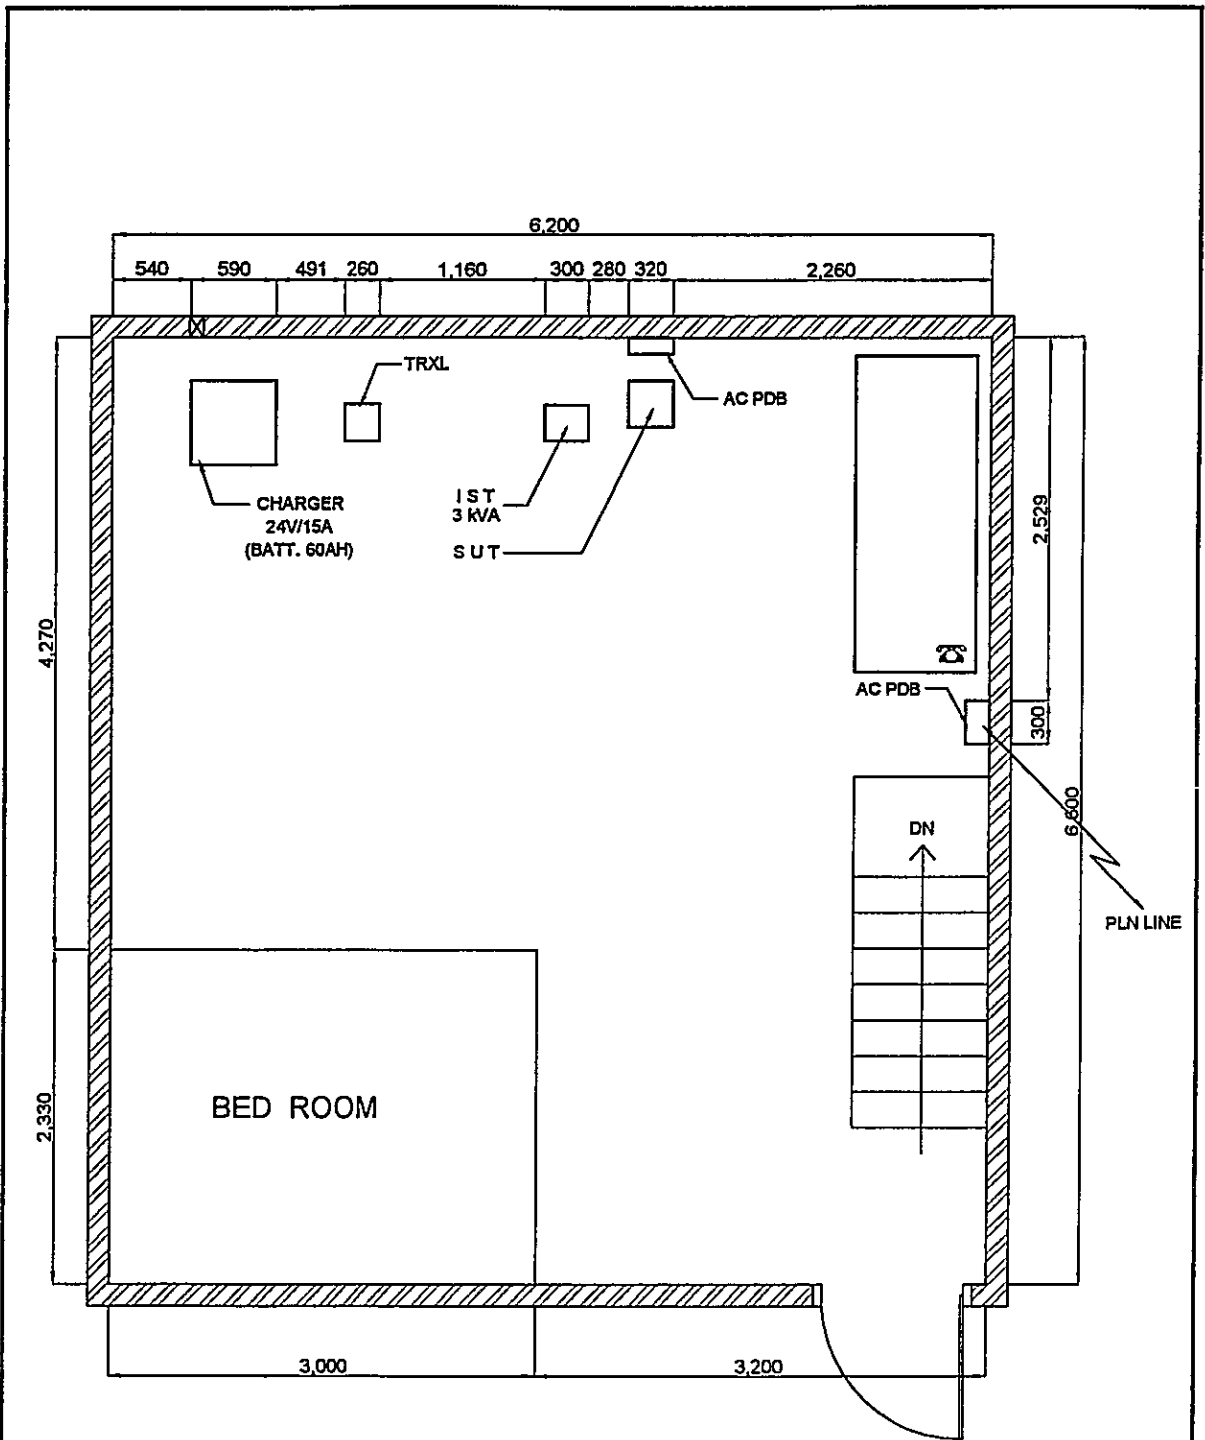 6,200
540 590 491 260 1,160 300 280 320 2,260
TRXL
AC PDB
CHARGER
24V/15A
(BATT. 60AH)
I S T
3 kVA
S U T
2,529
4,270
AC PDB
300
6,600
DN
PLN LINE
BED ROOM
2,330
3,000
3,200